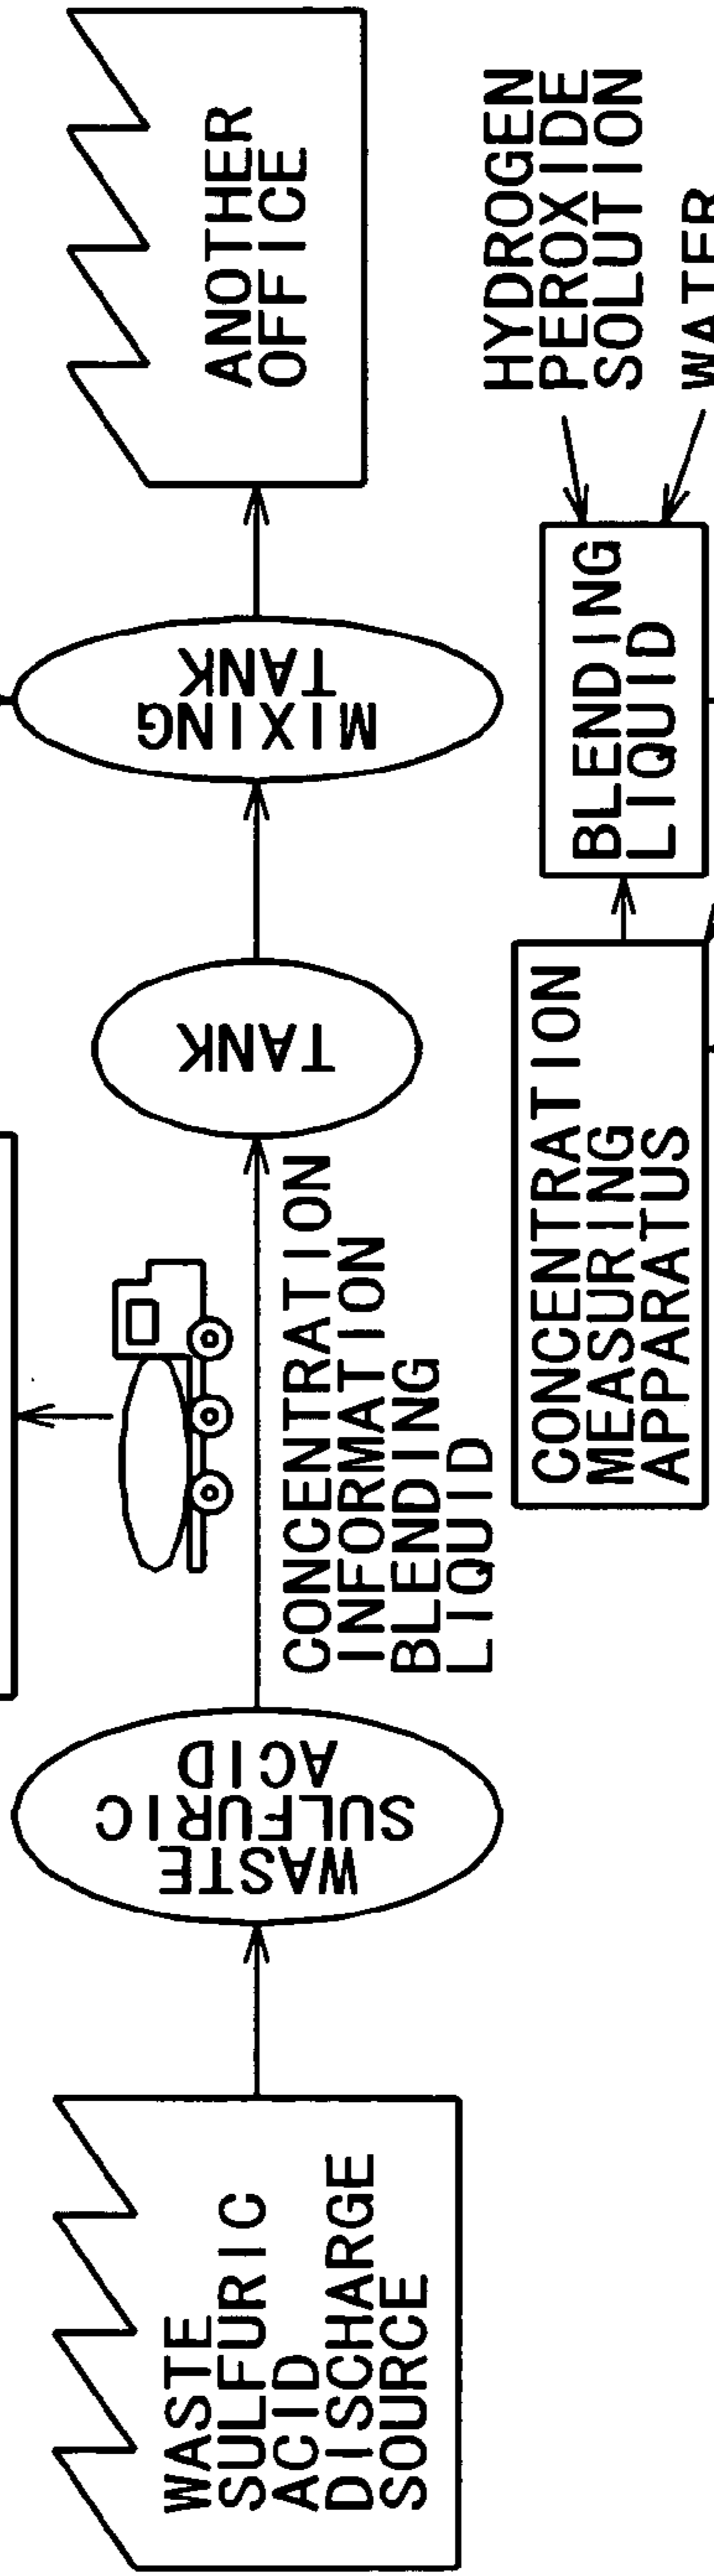 WASTE
SULFURIC
ACID
DISCHARGE
SOURCE
WASTE
SULFURIC
ACID
CONCENTRATION
INFORMATION
BLENDING
LIQUID
TANK
MIXING
TANK
ANOTHER
OFFICE
CONCENTRATION
MEASURING
APPARATUS
BLENDING
LIQUID
HYDROGEN
PEROXIDE
SOLUTION
WATER